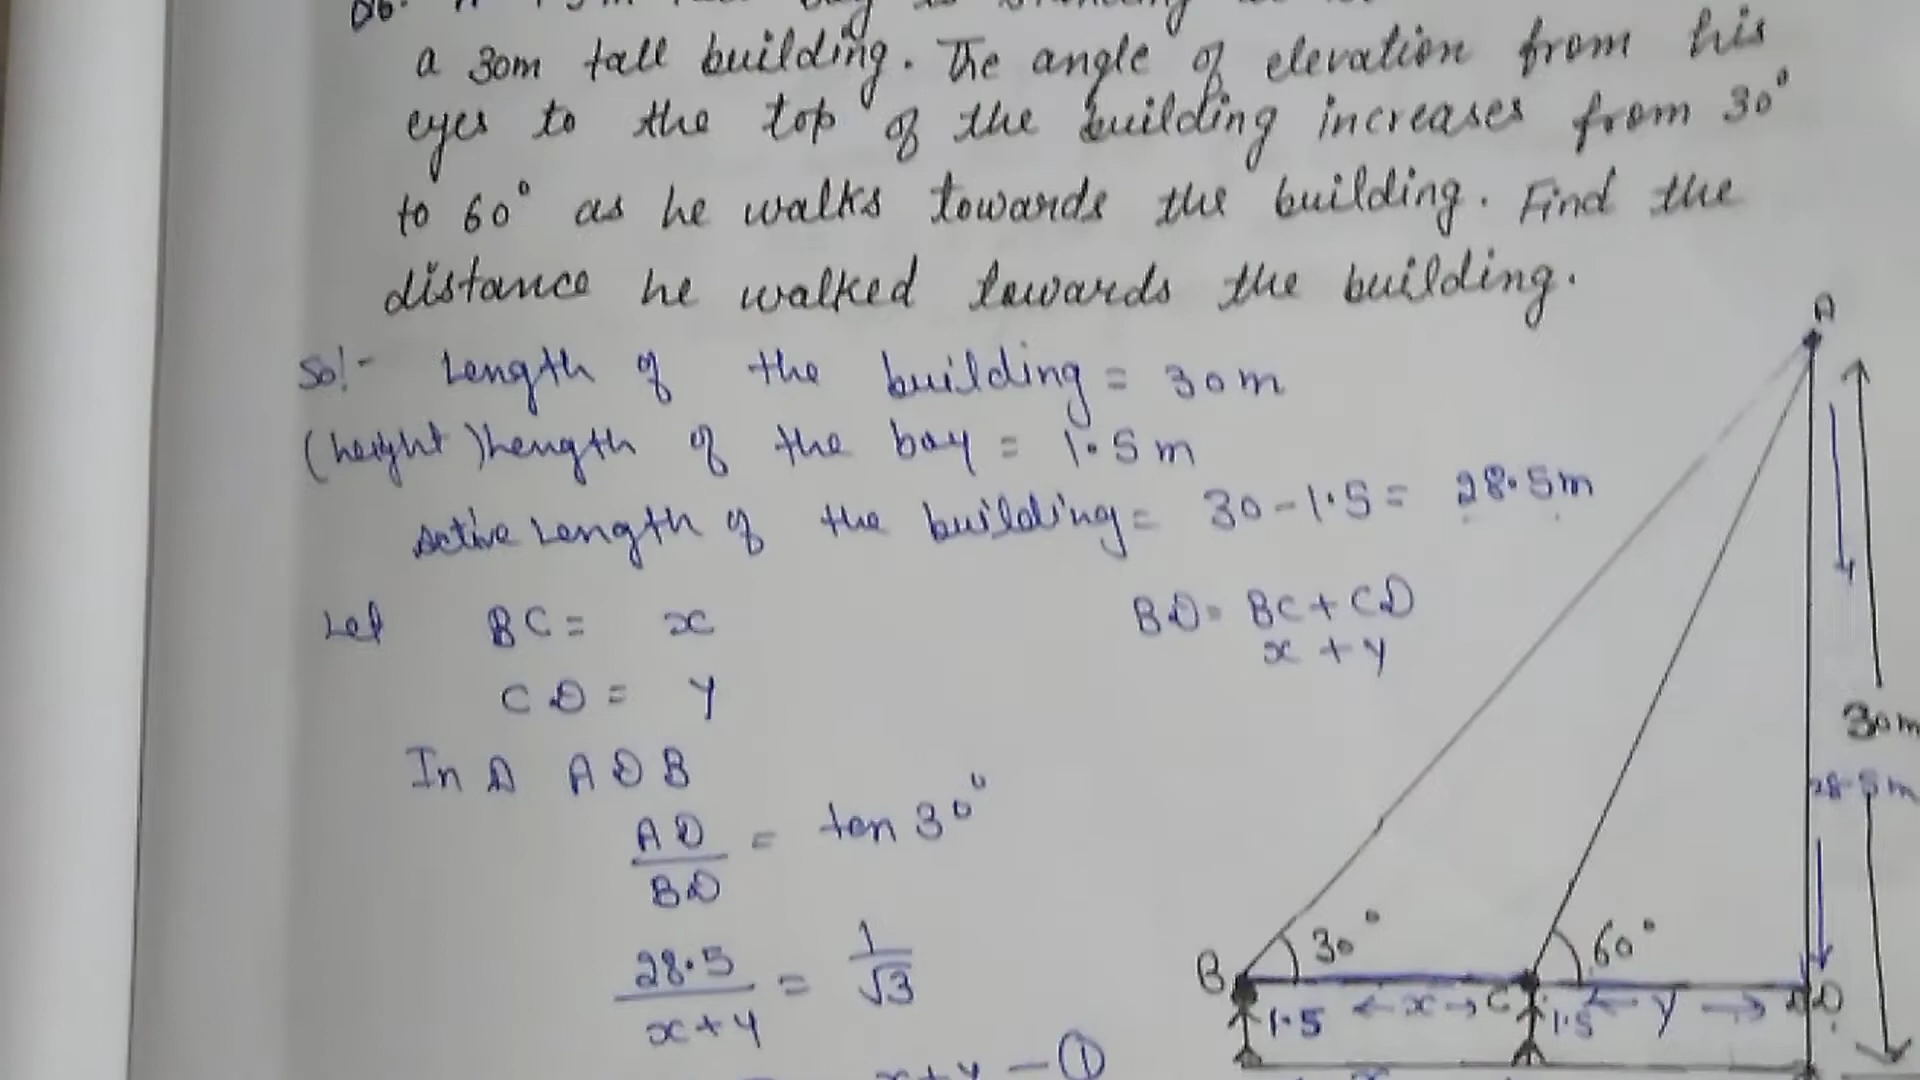 a 30m tall building. The angle of elevation from his
eyes to the top of the building increases from 30°
to 60° as he walks towards the building. Find the
distance he walked towards the building.
Sol- Length of the building = 30m
(height) Length of the boy = 1.5m
Active Length of the building = 30-1.5 = 28.5m
Let BC = x
BD = BC + CD
x + y
CD = y
In Δ ADB
AD/BD = tan 30°
28.5/x+y = 1/√3
x+y — ①
A
30m
28.5m
B 30° 60°
1.5 ← x → C 1.5 ← y → D